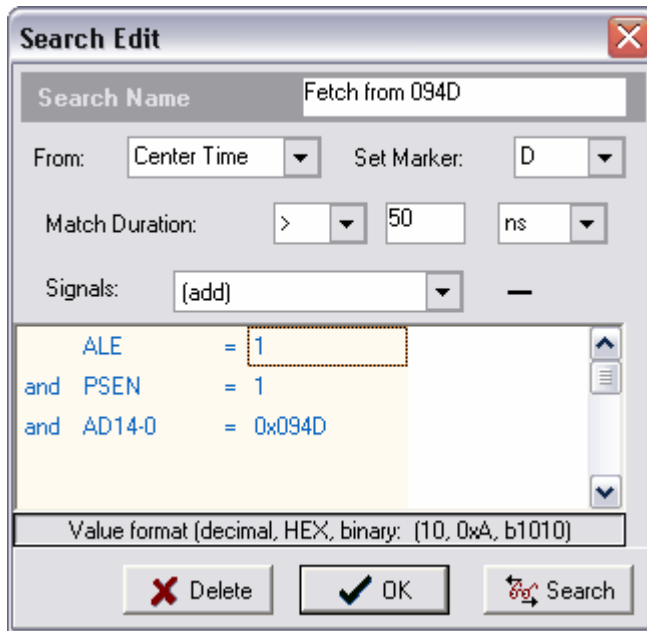 Search Edit
Search Name Fetch from 094D
From: Center Time Set Marker: D
Match Duration: > 50 ns
Signals: (add)
ALE = 1
and PSEN = 1
and AD14-0 = 0x094D
Value format (decimal, HEX, binary: (10, 0xA, b1010)
Delete OK Search